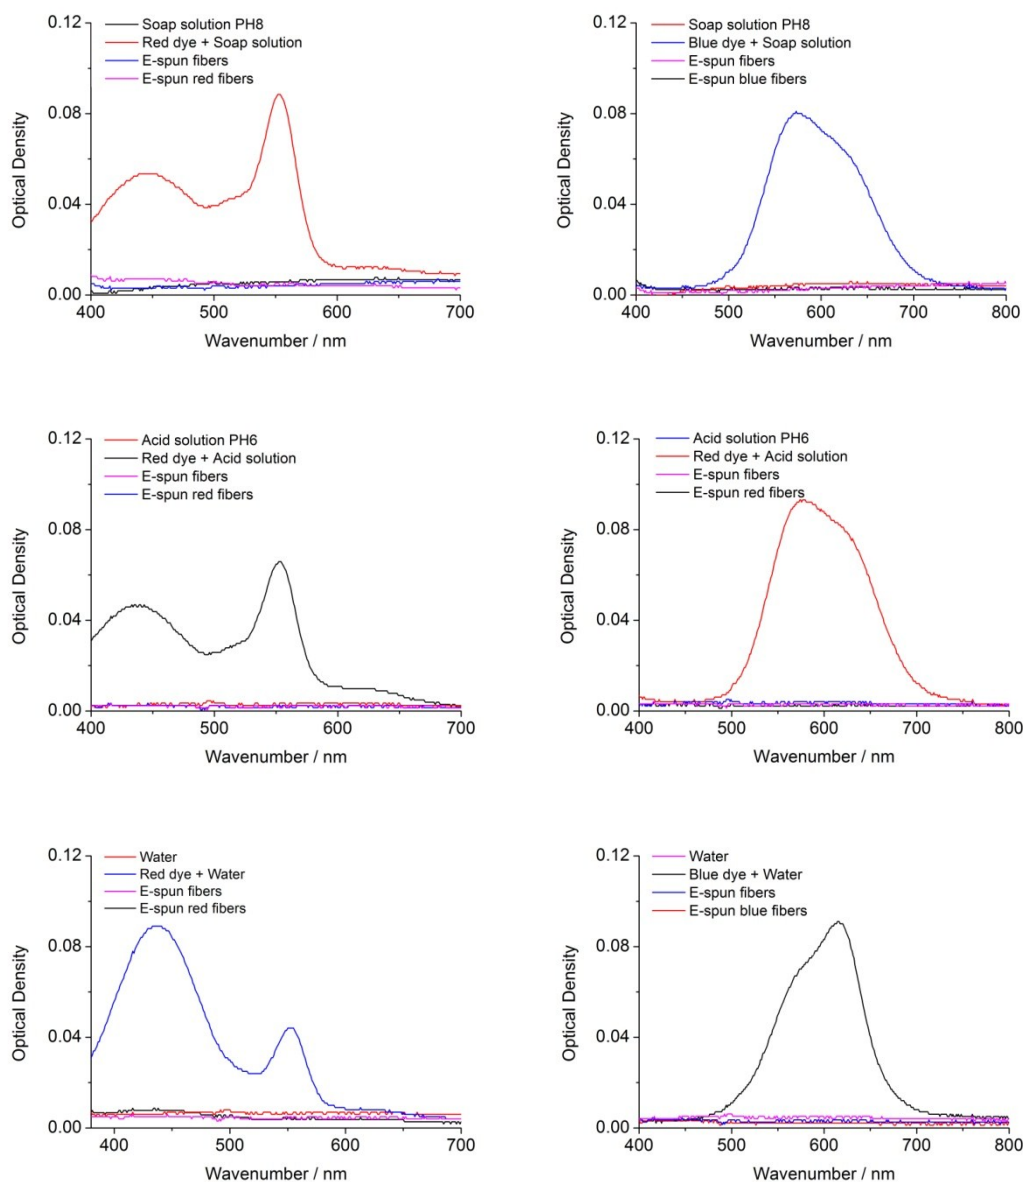 0.12
Soap solution PH8
Red dye + Soap solution
E-spun fibers
E-spun red fibers
0.08
Optical Density
0.04
0.00
400
500
600
700
Wavenumber / nm
0.12
Soap solution PH8
Blue dye + Soap solution
E-spun fibers
E-spun blue fibers
0.08
Optical Density
0.04
0.00
400
500
600
700
800
Wavenumber / nm
0.12
Acid solution PH6
Red dye + Acid solution
E-spun fibers
E-spun red fibers
0.08
Optical Density
0.04
0.00
400
500
600
700
Wavenumber / nm
0.12
Acid solution PH6
Red dye + Acid solution
E-spun fibers
E-spun red fibers
0.08
Optical Density
0.04
0.00
400
500
600
700
800
Wavenumber / nm
0.12
Water
Red dye + Water
E-spun fibers
E-spun red fibers
0.08
Optical Density
0.04
0.00
400
500
600
700
Wavenumber / nm
0.12
Water
Blue dye + Water
E-spun fibers
E-spun blue fibers
0.08
Optical Density
0.04
0.00
400
500
600
700
800
Wavenumber / nm